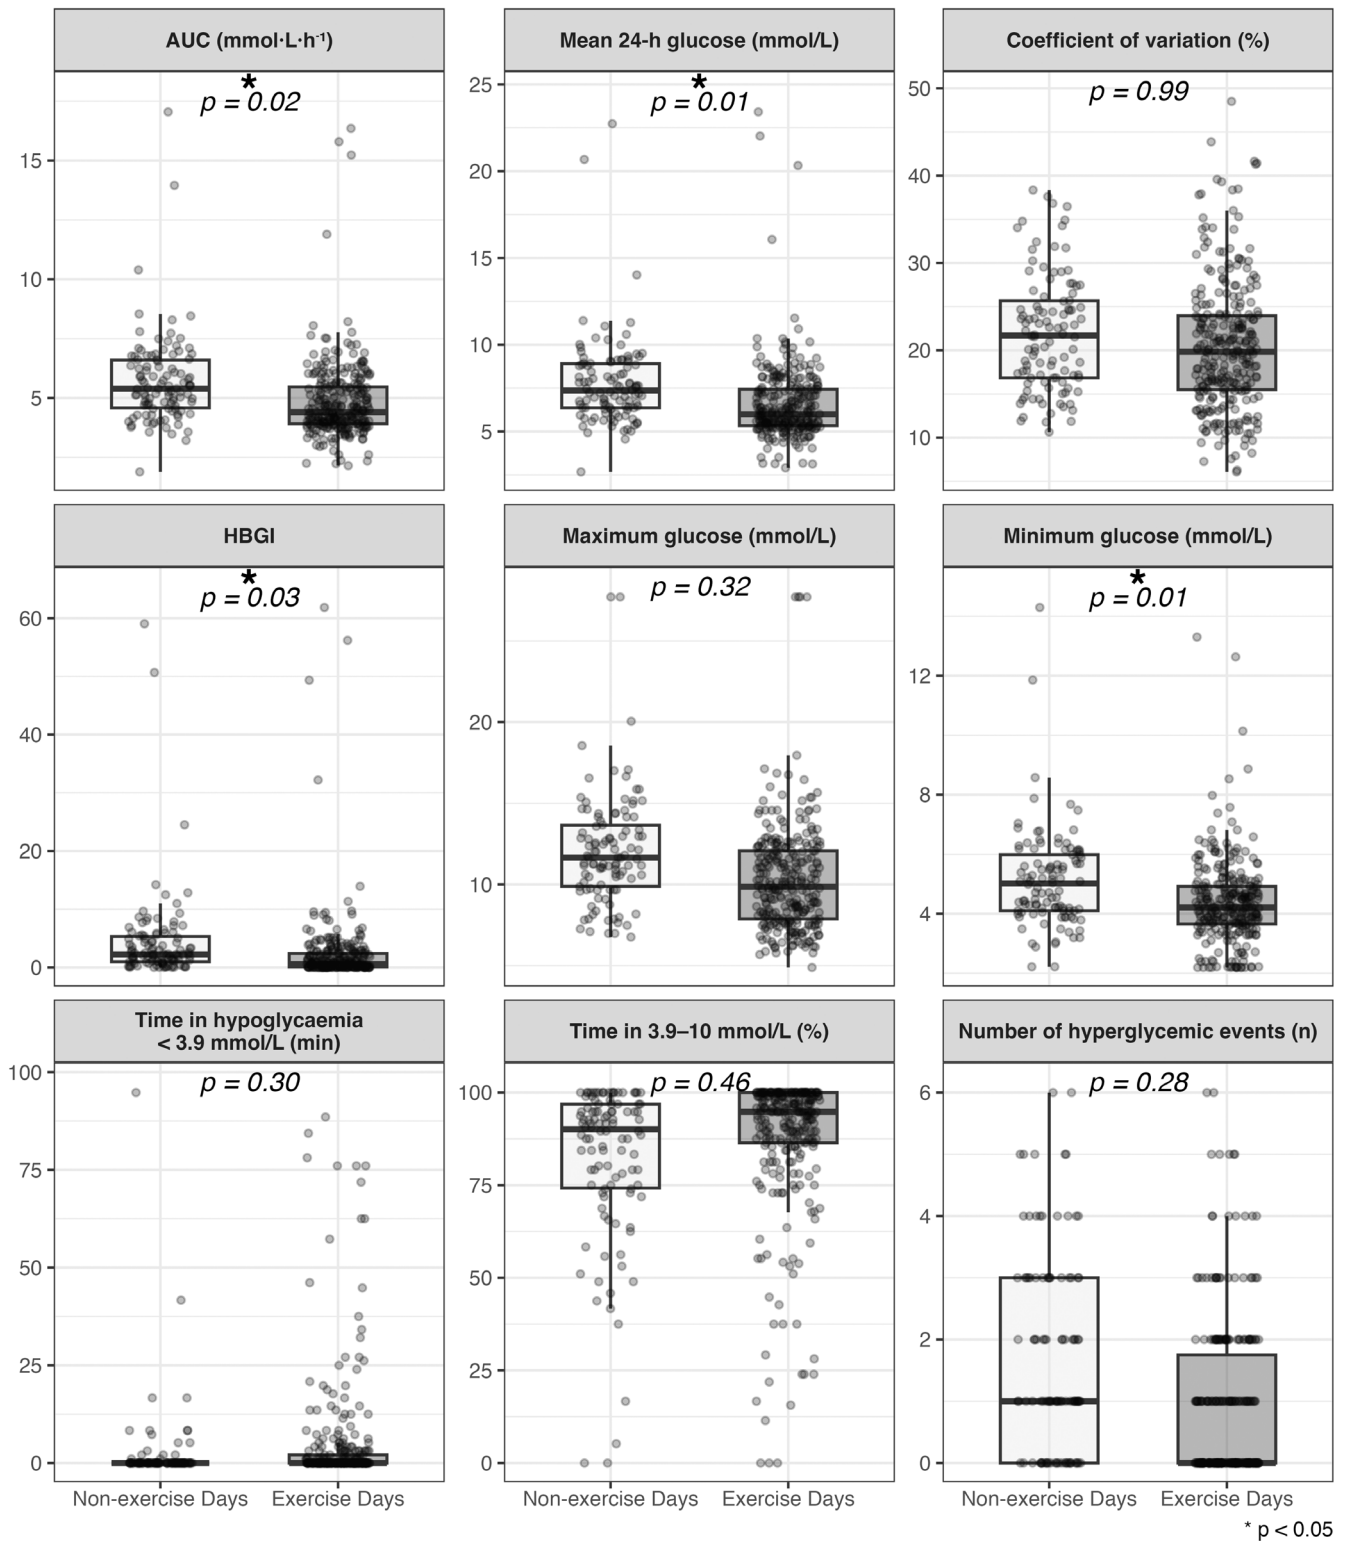 AUC (mmol·L·h⁻¹)
*
p = 0.02
15
10
5
Mean 24-h glucose (mmol/L)
*
p = 0.01
25
20
15
10
5
Coefficient of variation (%)
p = 0.99
50
40
30
20
10
HBGI
*
p = 0.03
60
40
20
0
Maximum glucose (mmol/L)
p = 0.32
20
10
Minimum glucose (mmol/L)
*
p = 0.01
12
8
4
Time in hypoglycaemia
< 3.9 mmol/L (min)
p = 0.30
100
75
50
25
0
Non-exercise Days Exercise Days
Time in 3.9–10 mmol/L (%)
p = 0.46
100
75
50
25
0
Non-exercise Days Exercise Days
Number of hyperglycemic events (n)
p = 0.28
6
4
2
0
Non-exercise Days Exercise Days
* p < 0.05